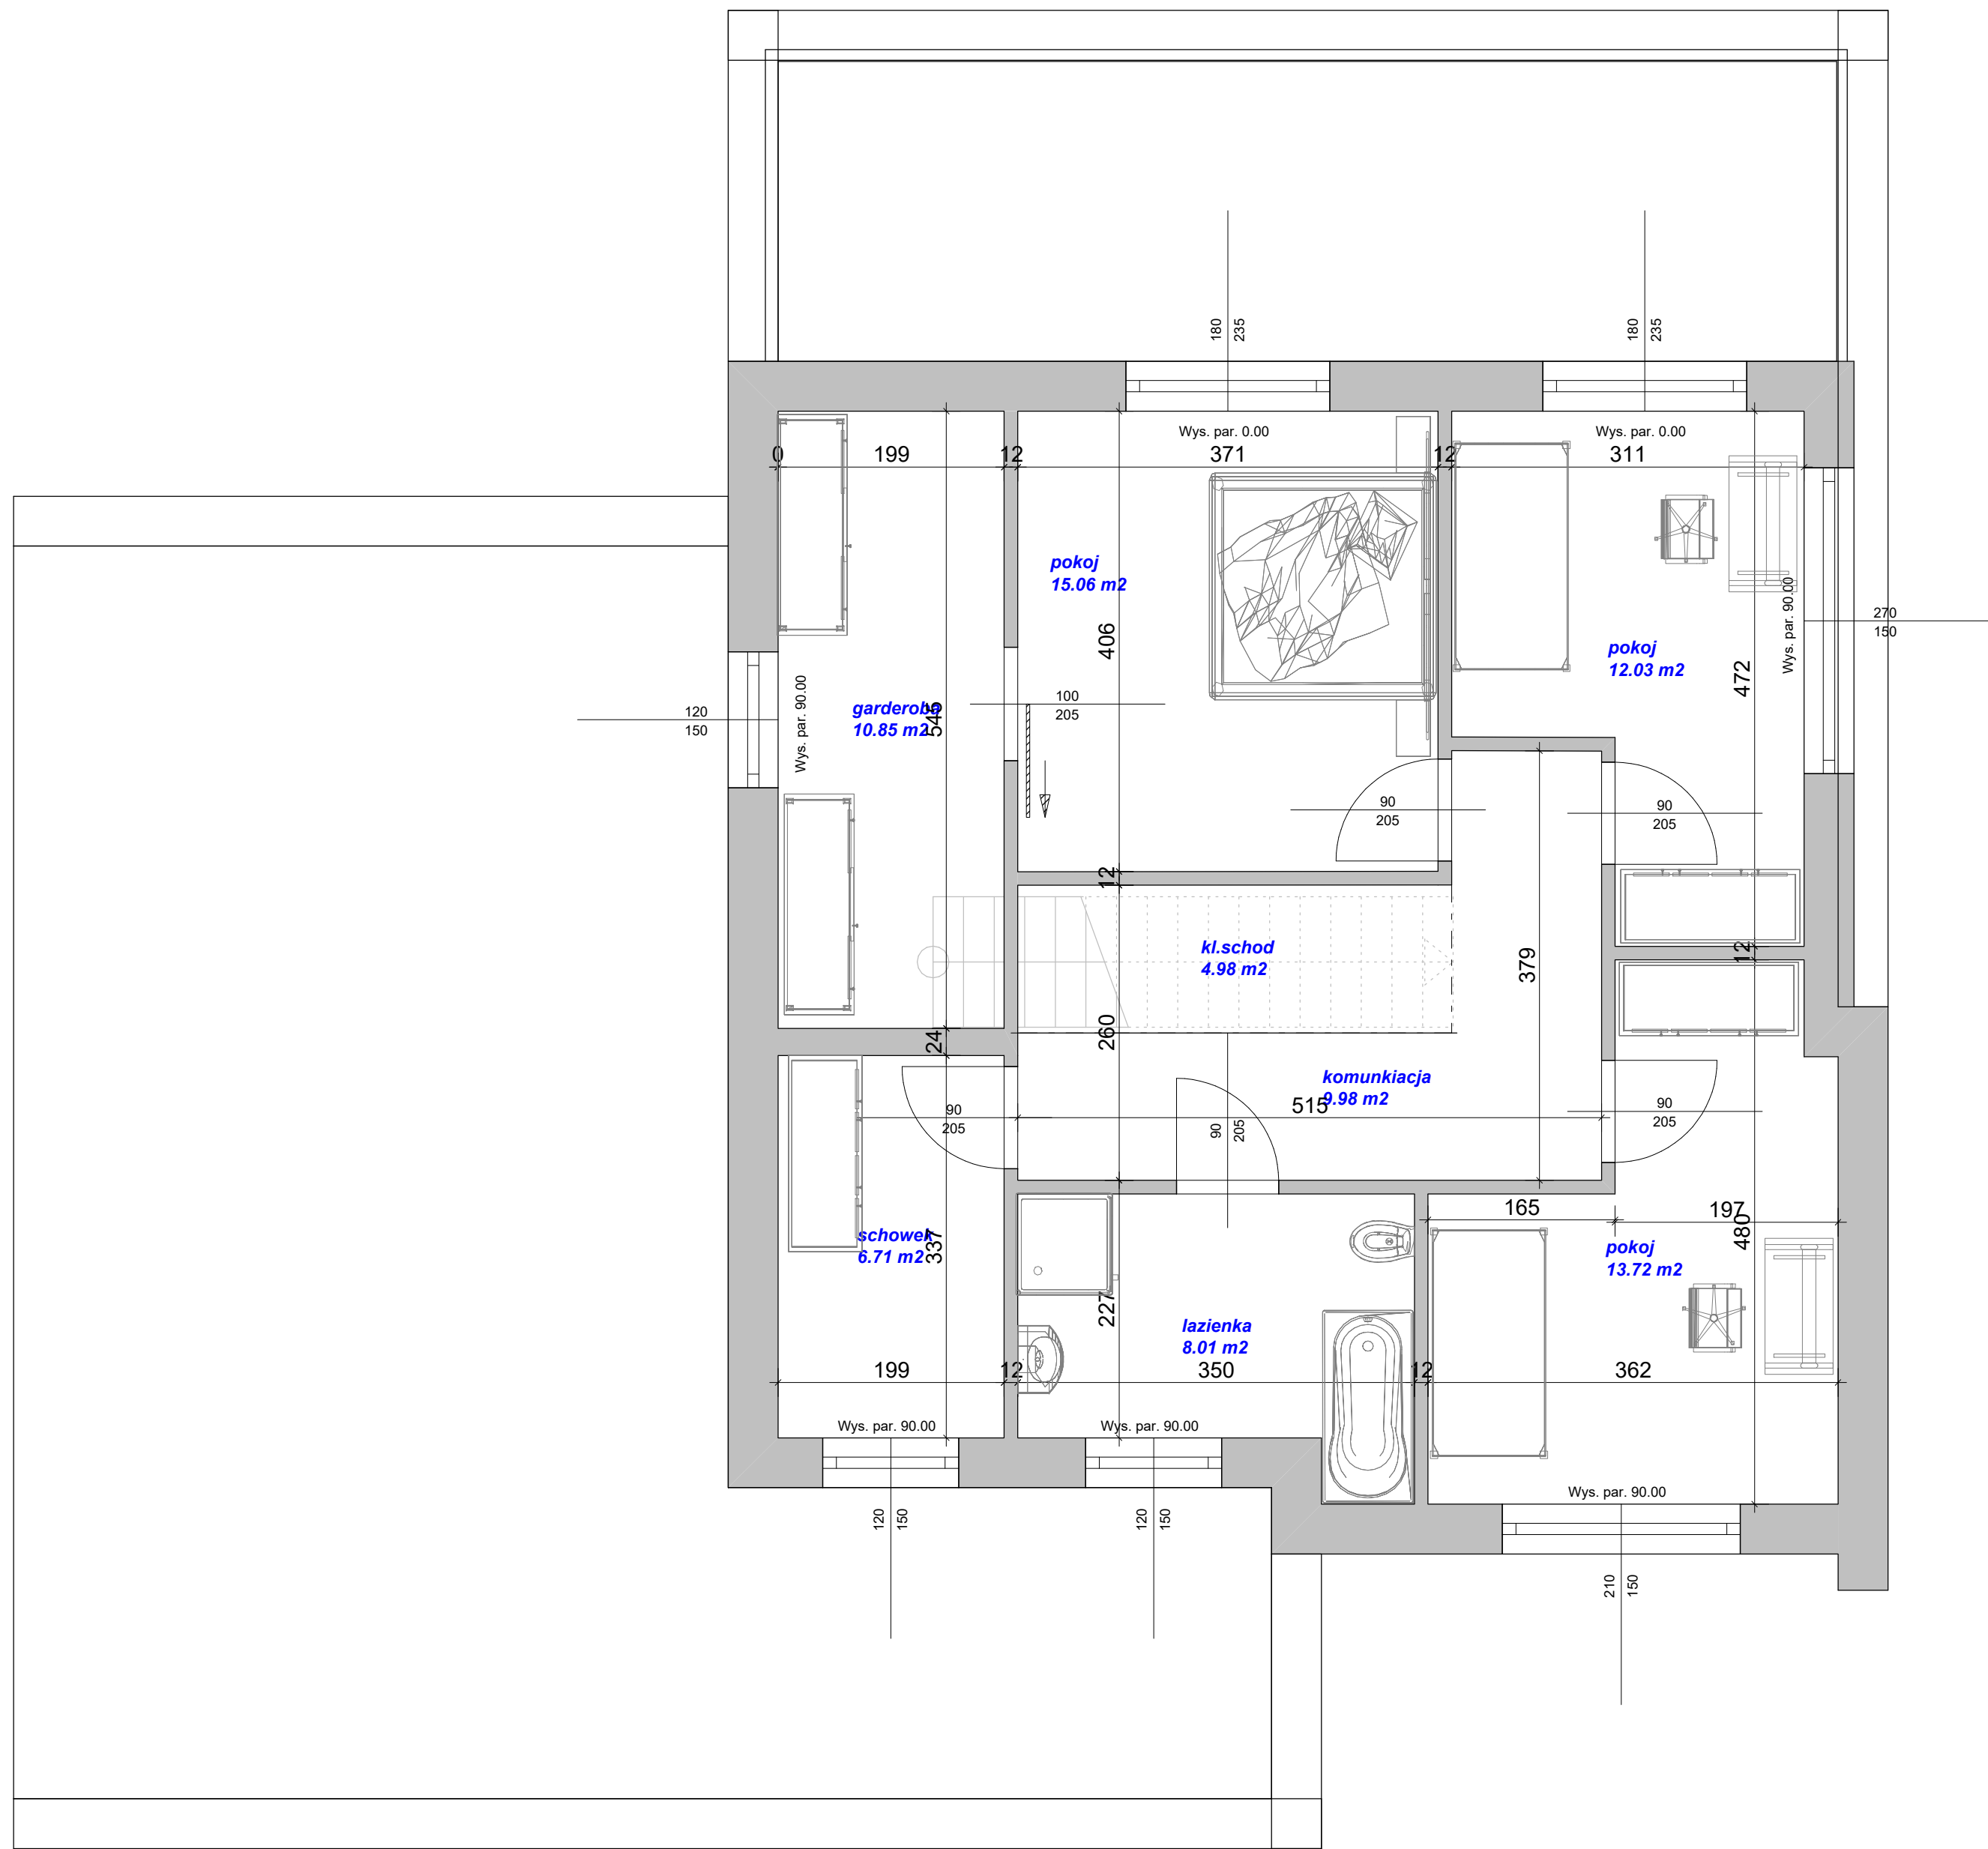 180
235
180
235
Wys. par. 0.00
Wys. par. 0.00
0
199
12
371
12
311
pokoj
15.06 m2
406
Wys. par. 90.00
270
150
pokoj
12.03 m2
472
100
205
120
150
Wys. par. 90.00
garderoba
10.85 m2
545
90
205
90
205
12
kl.schod
4.98 m2
379
12
24
260
komunkiacja
9.98 m2
515
90
205
90
205
90
205
165
197
480
schowek
6.71 m2
337
pokoj
13.72 m2
227
lazienka
8.01 m2
199
12
350
12
362
Wys. par. 90.00
Wys. par. 90.00
Wys. par. 90.00
120
150
120
150
210
150